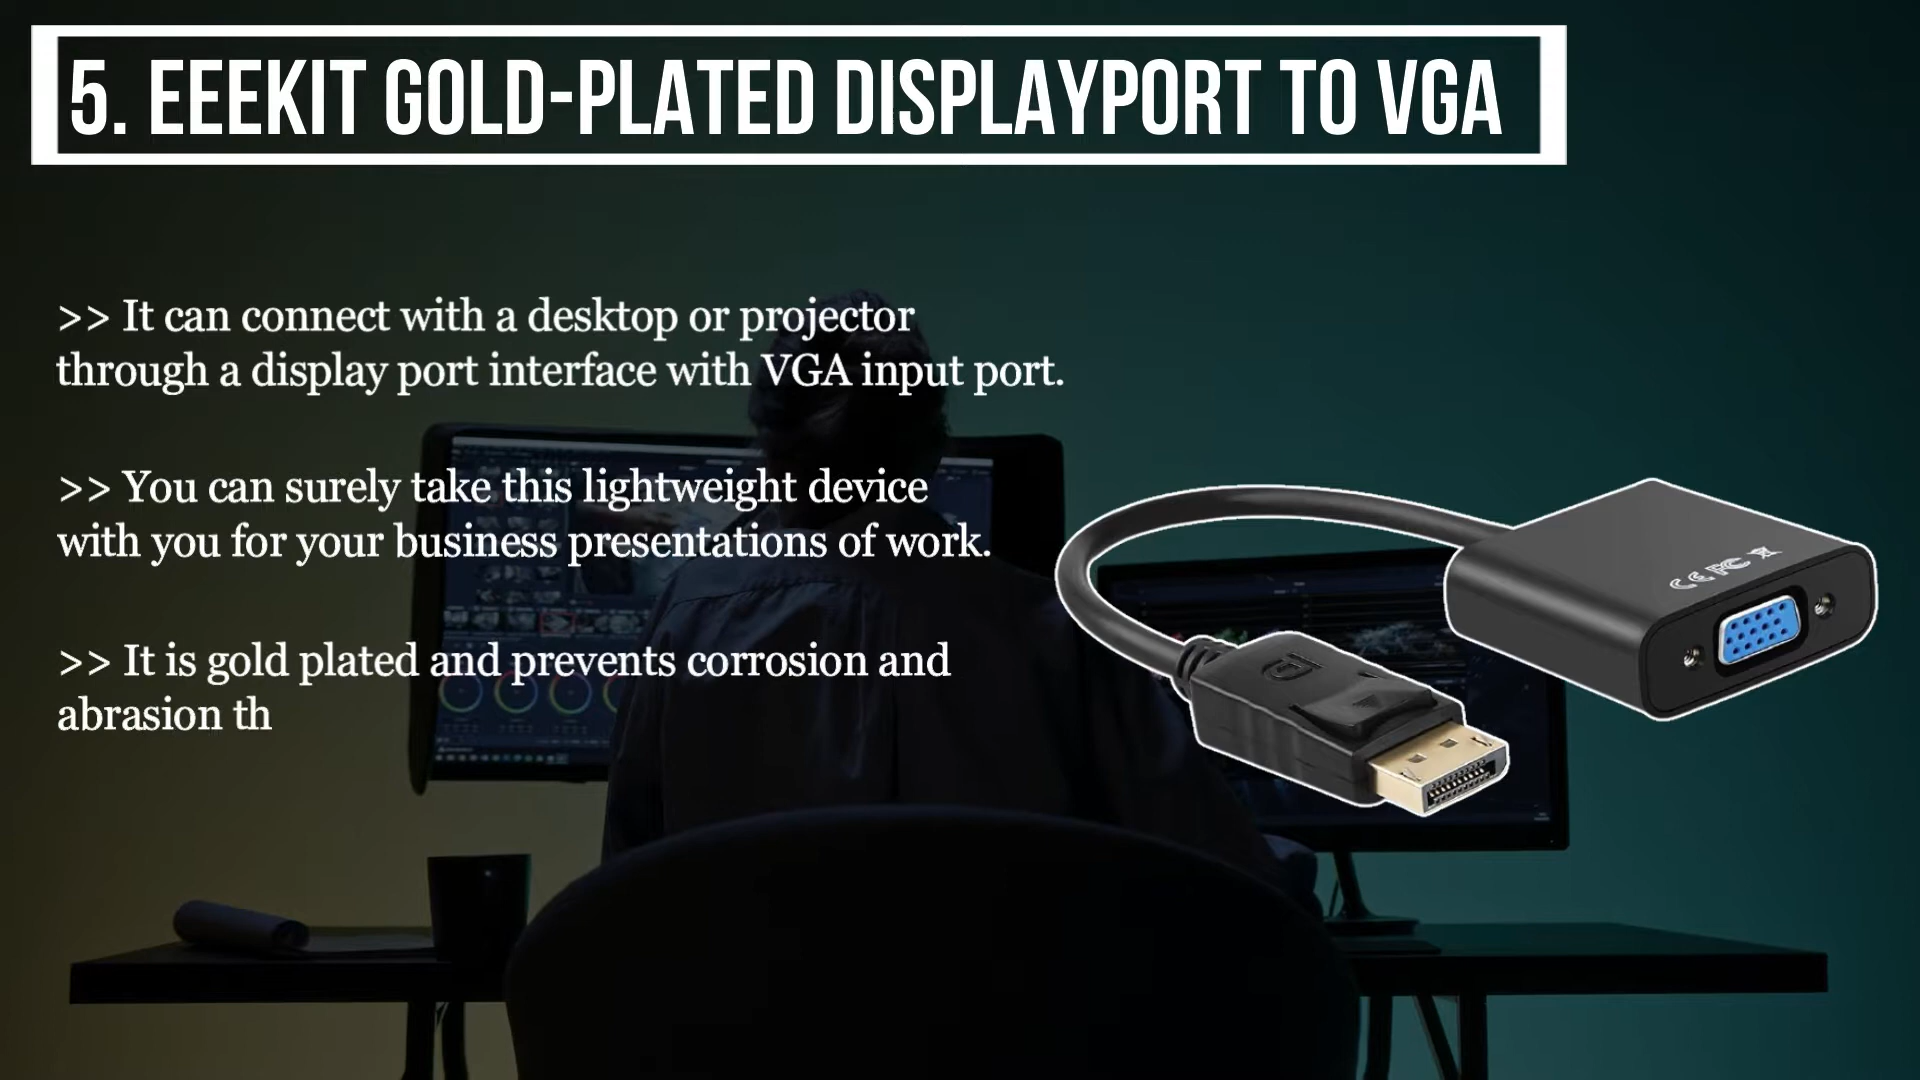 5. EEEKIT GOLD-PLATED DISPLAYPORT TO VGA
>> It can connect with a desktop or projector
through a display port interface with VGA input port.
>> You can surely take this lightweight device
with you for your business presentations of work.
>> It is gold plated and prevents corrosion and
abrasion th
CE FC